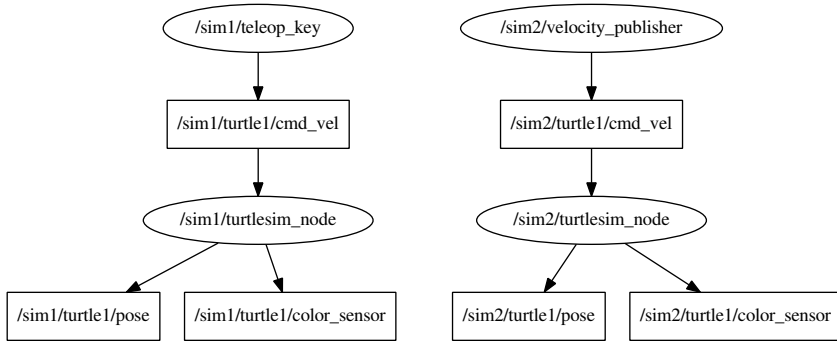 /sim1/teleop_key
/sim2/velocity_publisher
/sim1/turtle1/cmd_vel
/sim2/turtle1/cmd_vel
/sim1/turtlesim_node
/sim2/turtlesim_node
/sim1/turtle1/pose
/sim1/turtle1/color_sensor
/sim2/turtle1/pose
/sim2/turtle1/color_sensor